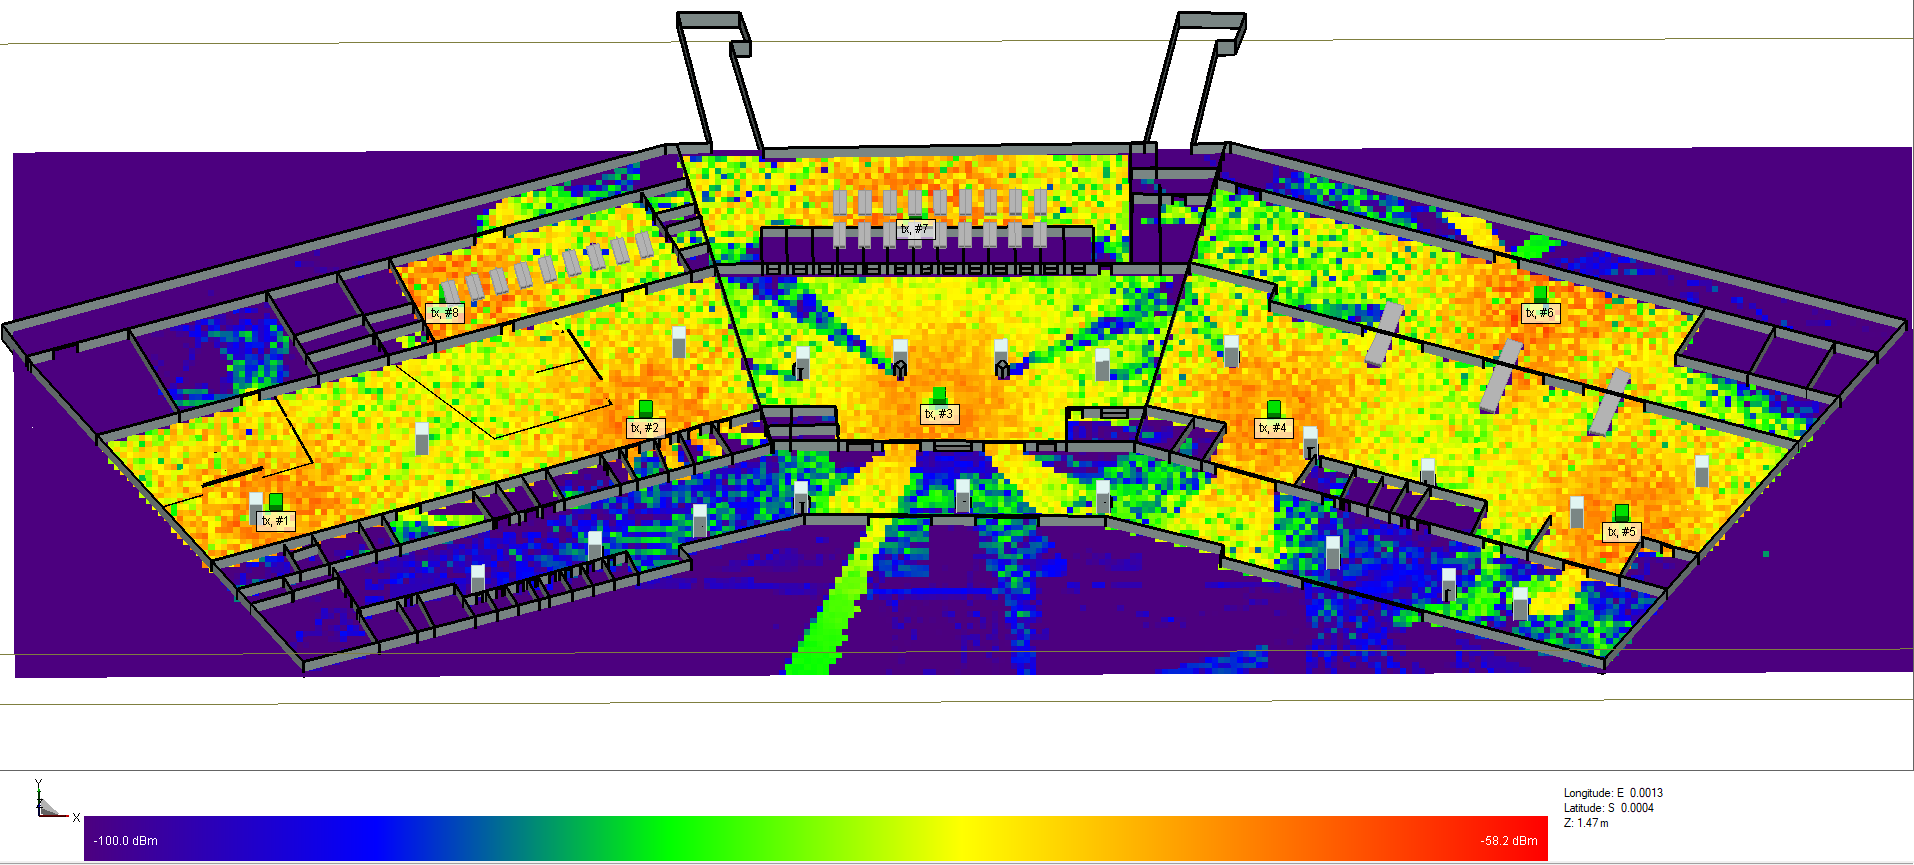 tx, #7
tx, #8
tx, #6
tx, #3
tx, #2
tx, #4
tx, #1
tx, #5
Y
Z
X
-100.0 dBm
-58.2 dBm
Longitude: E 0.0013
Latitude: S 0.0004
Z: 1.47 m